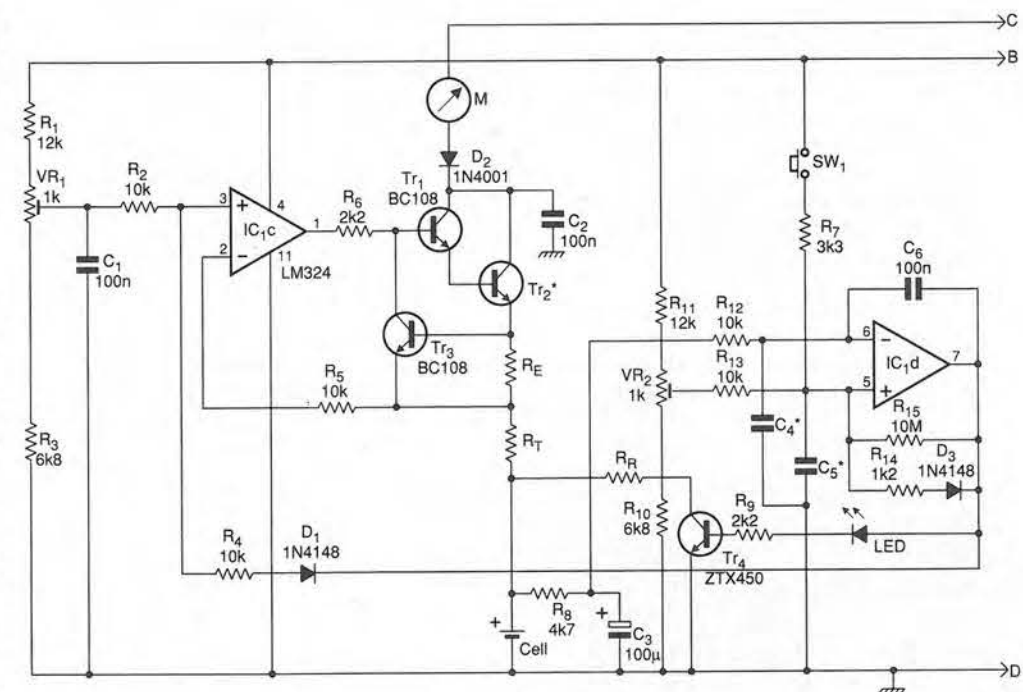 C
B
M
R1
12k
VR1
1k
R2
10k
C1
100n
3
+
4
IC1c
1
2
−
11
LM324
R6
2k2
Tr1
BC108
D2
1N4001
C2
100n
Tr2*
Tr3
BC108
RE
R5
10k
RT
R3
6k8
R4
10k
D1
1N4148
RR
R8
4k7
+
Cell
+
C3
100µ
SW1
R7
3k3
C6
100n
R11
12k
R12
10k
VR2
1k
R13
10k
6
−
IC1d
7
5
+
R15
10M
R14
1k2
D3
1N4148
C4*
C5*
R10
6k8
R9
2k2
LED
Tr4
ZTX450
D